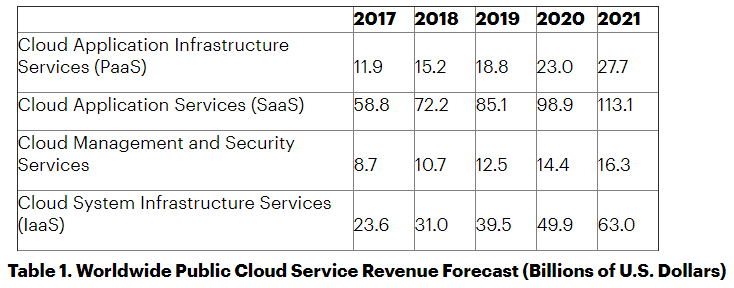 2017 2018 2019 2020 2021
Cloud Application Infrastructure
Services (PaaS) 11.9 15.2 18.8 23.0 27.7
Cloud Application Services (SaaS) 58.8 72.2 85.1 98.9 113.1
Cloud Management and Security
Services 8.7 10.7 12.5 14.4 16.3
Cloud System Infrastructure Services
(IaaS) 23.6 31.0 39.5 49.9 63.0
Table 1. Worldwide Public Cloud Service Revenue Forecast (Billions of U.S. Dollars)